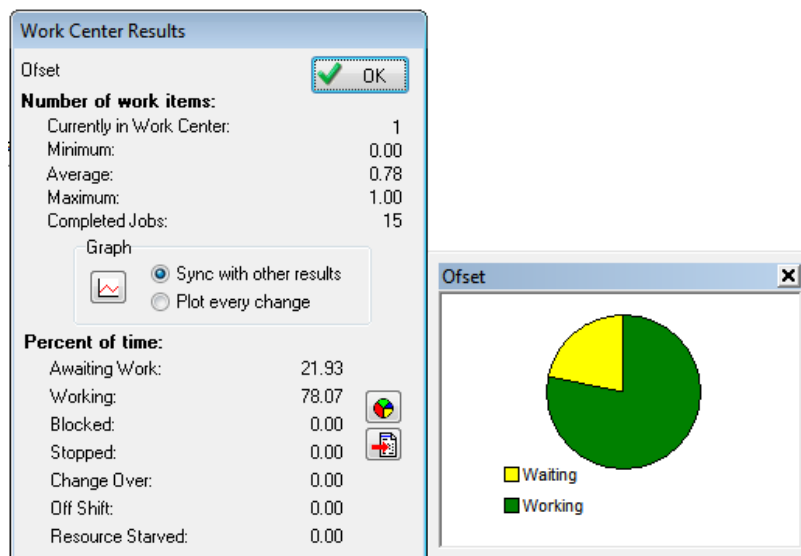 Work Center Results
Ofset
OK
Number of work items:
Currently in Work Center: 1
Minimum: 0.00
Average: 0.78
Maximum: 1.00
Completed Jobs: 15
Graph
Sync with other results
Plot every change
Percent of time:
Awaiting Work: 21.93
Working: 78.07
Blocked: 0.00
Stopped: 0.00
Change Over: 0.00
Off Shift: 0.00
Resource Starved: 0.00
Ofset
Waiting
Working